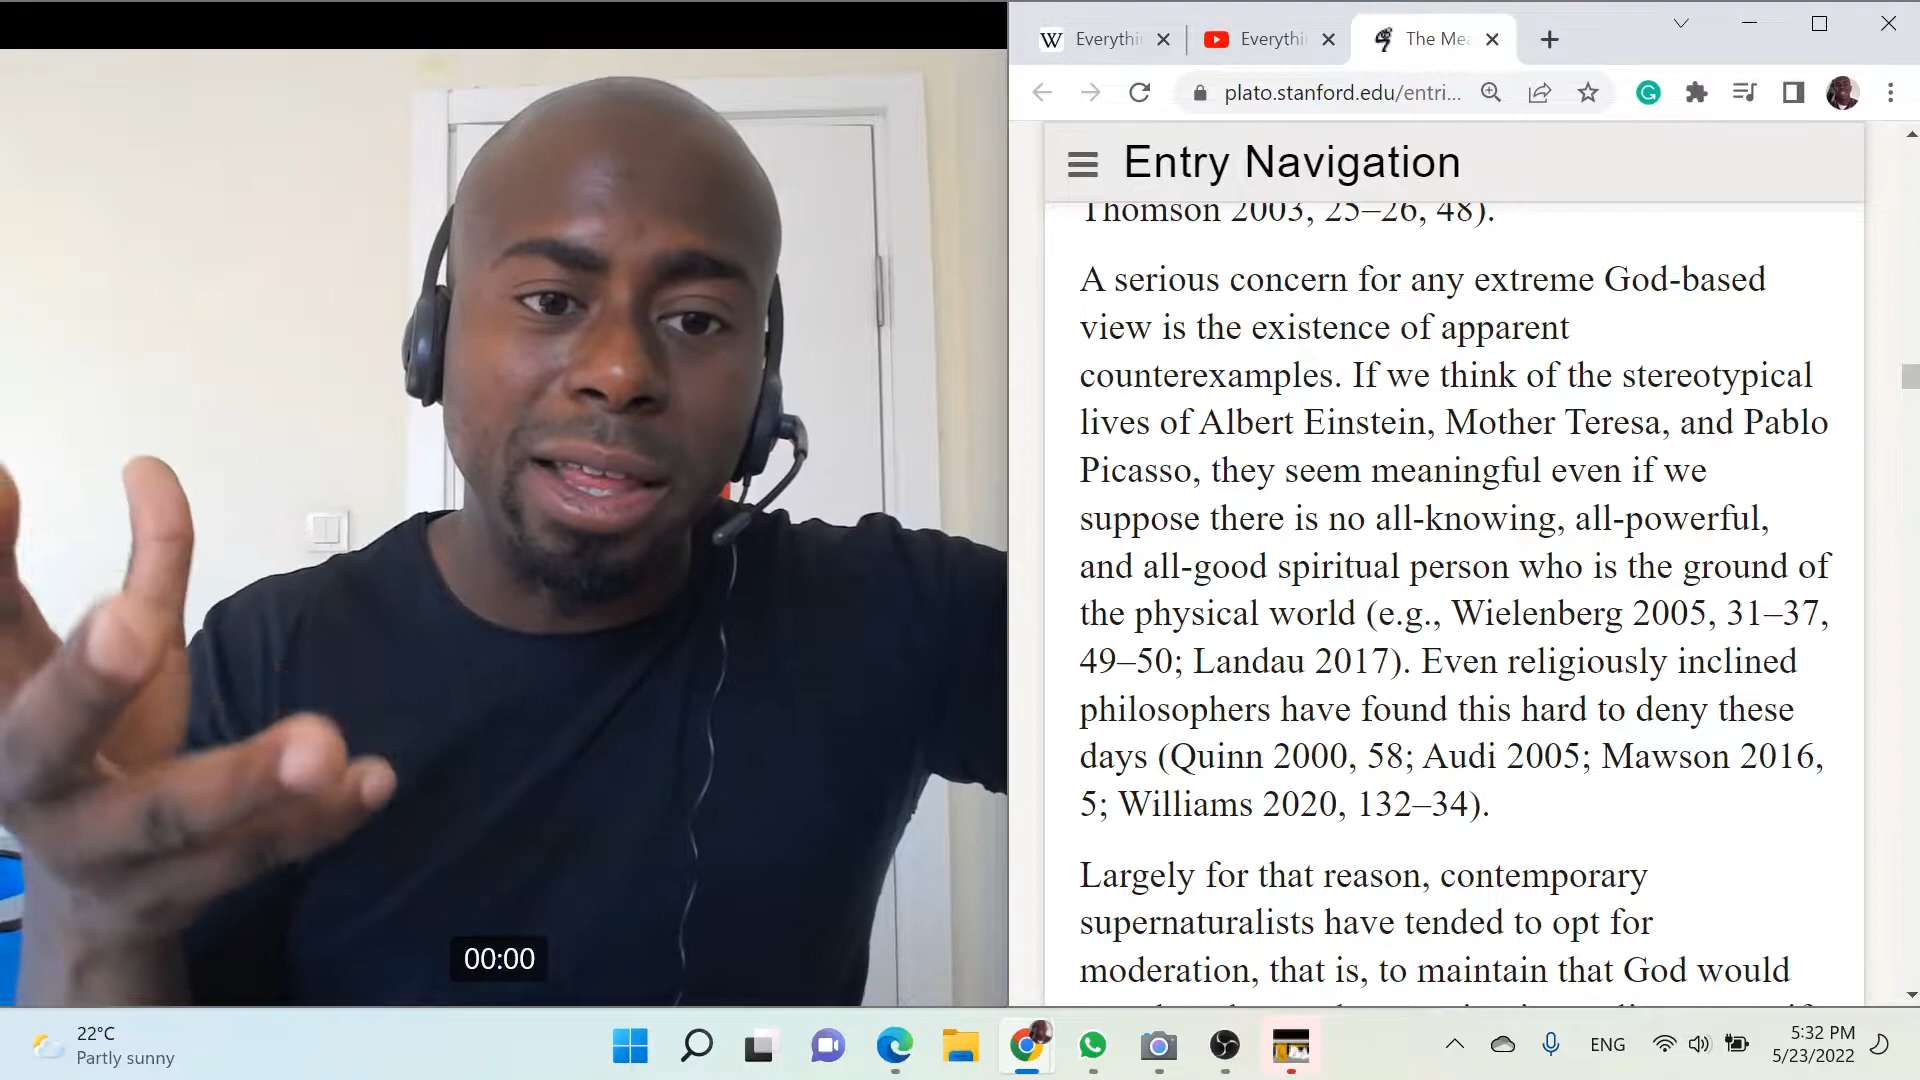 Everythi
Everythi
The Mea
plato.stanford.edu/entri...
Entry Navigation
Thomson 2003, 25–26, 48).
A serious concern for any extreme God-based
view is the existence of apparent
counterexamples. If we think of the stereotypical
lives of Albert Einstein, Mother Teresa, and Pablo
Picasso, they seem meaningful even if we
suppose there is no all-knowing, all-powerful,
and all-good spiritual person who is the ground of
the physical world (e.g., Wielenberg 2005, 31–37,
49–50; Landau 2017). Even religiously inclined
philosophers have found this hard to deny these
days (Quinn 2000, 58; Audi 2005; Mawson 2016,
5; Williams 2020, 132–34).
Largely for that reason, contemporary
supernaturalists have tended to opt for
moderation, that is, to maintain that God would
00:00
22°C
Partly sunny
ENG
5:32 PM
5/23/2022